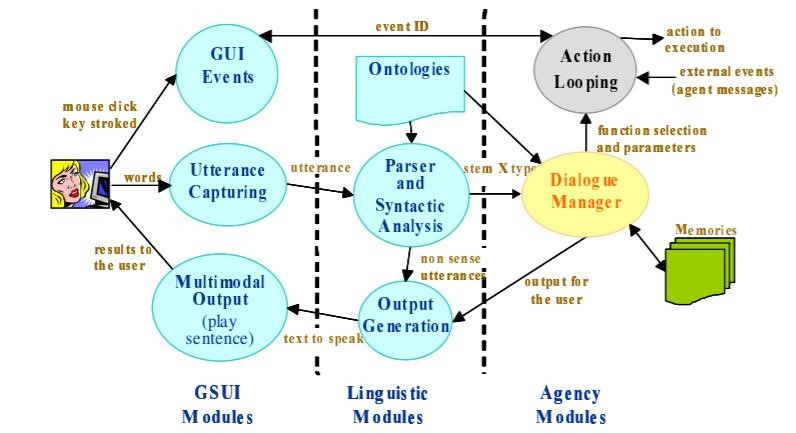 event ID
GUI
Events
Ontologies
Action
Looping
action to
execution
external events
(agent messages)
mouse click
key stroked
function selection
and parameters
words
Utterance
Capturing
utterance
Parser
and
Syntactic
Analysis
stem X type
Dialogue
Manager
Memories
results to
the user
non sense
utterances
output for
the user
Multimodal
Output
(play
sentence)
text to speak
Output
Generation
GSUI
Modules
Linguistic
Modules
Agency
Modules